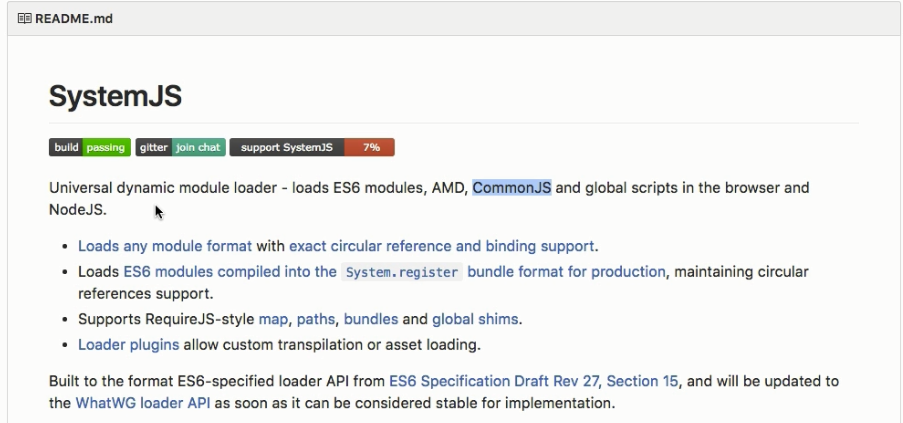 README.md
SystemJS
build passing gitter join chat support SystemJS 7%
Universal dynamic module loader - loads ES6 modules, AMD, CommonJS and global scripts in the browser and
NodeJS.
• Loads any module format with exact circular reference and binding support.
• Loads ES6 modules compiled into the System.register bundle format for production, maintaining circular
references support.
• Supports RequireJS-style map, paths, bundles and global shims.
• Loader plugins allow custom transpilation or asset loading.
Built to the format ES6-specified loader API from ES6 Specification Draft Rev 27, Section 15, and will be updated to
the WhatWG loader API as soon as it can be considered stable for implementation.